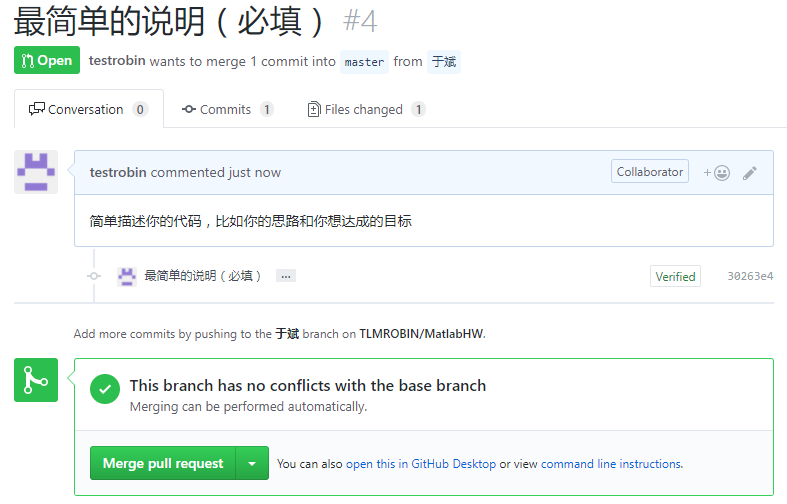 最简单的说明（必填） #4
Open testrobin wants to merge 1 commit into master from 于斌
Conversation 0 Commits 1 Files changed 1
testrobin commented just now Collaborator +
简单描述你的代码，比如你的思路和你想达成的目标
最简单的说明（必填） ... Verified 30263e4
Add more commits by pushing to the 于斌 branch on TLMROBIN/MatlabHW.
This branch has no conflicts with the base branch
Merging can be performed automatically.
Merge pull request You can also open this in GitHub Desktop or view command line instructions.